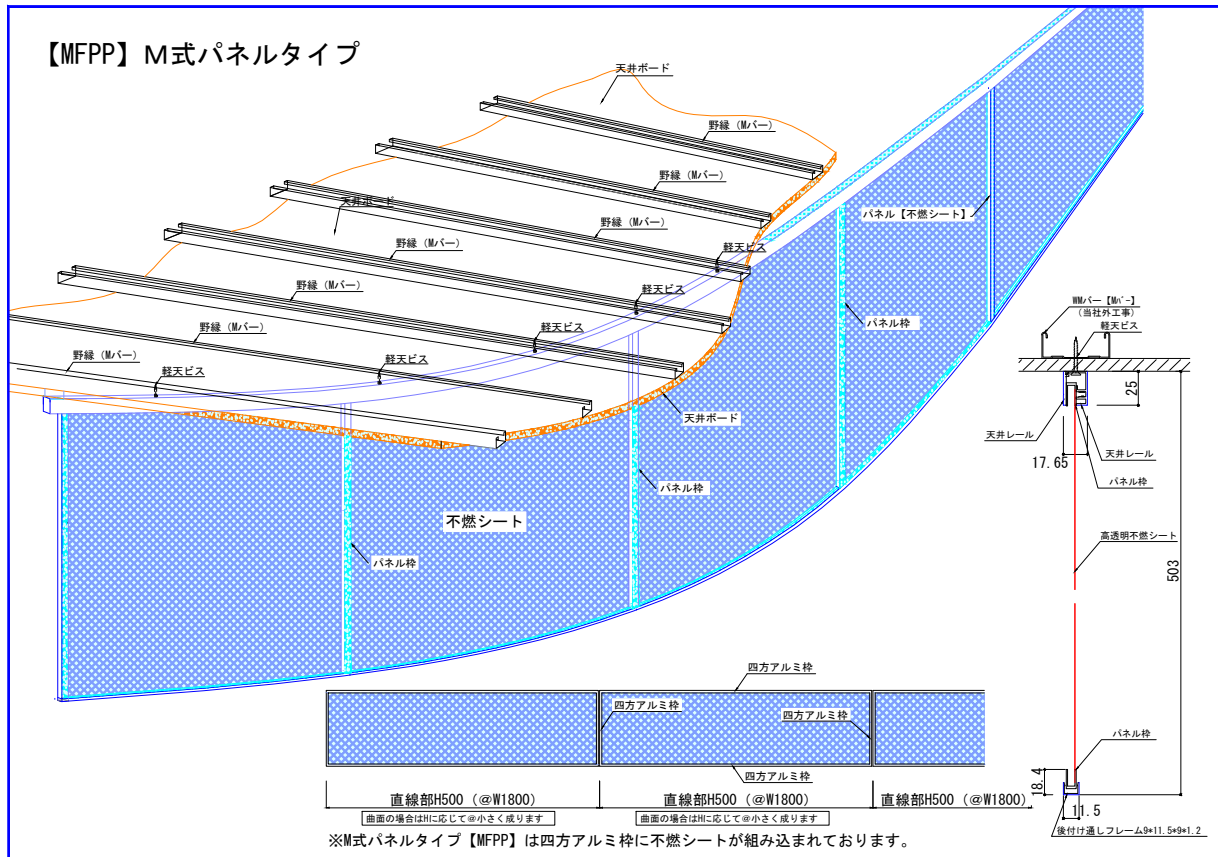 【MFPP】M式パネルタイプ
天井ボード
野縁（Mバー）
野縁（Mバー）
野縁（Mバー）
天井ボード
野縁（Mバー）
野縁（Mバー）
野縁（Mバー）
野縁（Mバー）
軽天ビス
軽天ビス
軽天ビス
軽天ビス
軽天ビス
パネル【不燃シート】
パネル枠
天井ボード
パネル枠
不燃シート
パネル枠
WMバー【Mバー】
（当社外工事）
軽天ビス
25
天井レール
天井レール
17.65
パネル枠
高透明不燃シート
503
パネル枠
18.4
11.5
後付け通しフレーム9*11.5*9*1.2
四方アルミ枠
四方アルミ枠
四方アルミ枠
四方アルミ枠
直線部H500（@W1800）
直線部H500（@W1800）
直線部H500（@W1800）
曲面の場合はHに応じて@小さく成ります
曲面の場合はHに応じて@小さく成ります
※M式パネルタイプ【MFPP】は四方アルミ枠に不燃シートが組み込まれております。